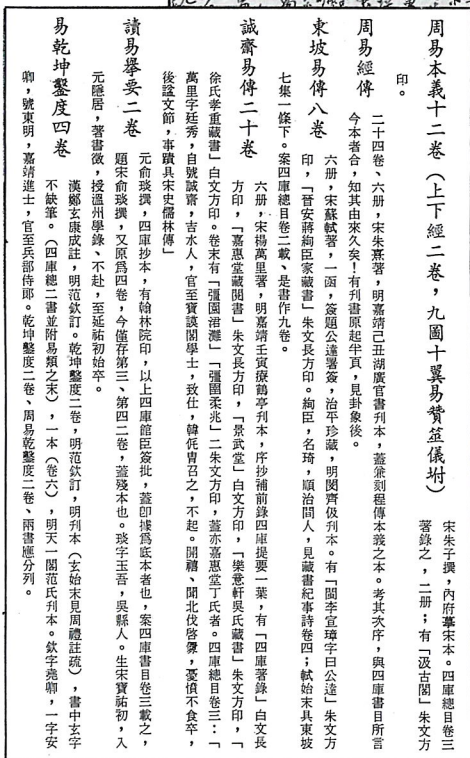 周易本義十二卷（上下經二卷，九圖十翼易贊筮儀坿）
宋朱子撰，內府摹宋本。四庫總目卷三
著錄之，二册；有「汲古閣」朱文方
印。
周易經傳
二十四卷、六册，宋朱熹著，明嘉靖己丑湖廣官書刋本，蓋兼刻程傳本義之本。考其次序，與四庫書目所言
今本者合，知其由來久矣！有刋書原起半頁，見卦象後。
東坡易傳八卷
六册，宋蘇軾著，一函，簽題公達署簽，治平珍藏，明閔齊伋刋本。有「閩李宣璋字曰公達」朱文方
印，「晉安蔣絢臣家藏書」朱文長方印。絢臣，名琦，順治間人，見藏書紀事詩卷四；軾始末具東坡
七集一條下。案四庫總目卷二載、是書作九卷。
誠齋易傳二十卷
六册，宋楊萬里著，明嘉靖壬寅療鶴亭刋本，序抄補前錄四庫提要一葉，有「四庫著錄」白文長
方印，「嘉惠堂藏閱書」朱文長方印，「景武堂」白文方印，「樂意軒吳氏藏書」朱文方印，「
徐氏孝重藏書」白文方印。卷末有「彊圉涒灘」「彊圉柔兆」二朱文方印，蓋亦嘉惠堂丁氏者。四庫總目卷三：「
萬里字廷秀，自號誠齋，吉水人，官至寶謨閣學士，致仕，韓侂冑召之，不起。開禧、聞北伐啓釁，憂憤不食卒，
後諡文節，事蹟具宋史儒林傳」
讀易舉要二卷
元俞琰撰，四庫抄本，有翰林院印，以上四庫館臣簽批，蓋卽據爲底本者也，案四庫書目卷三載之，
題宋俞琰撰，又原爲四卷，今僅存第三、第四二卷，蓋殘本也。琰字玉吾，吳縣人。生宋寶祐初，入
元隱居，著書徵，授溫州學錄、不赴，至延祐初始卒。
易乾坤鑿度四卷
漢鄭玄康成註，明范欽訂。乾坤鑿度二卷，明范欽訂，明刋本（玄始末見周禮註疏），書中玄字
不缺筆。（四庫總二書並附易類之末），一本（卷六），明天一閣范氏刋本。欽字堯卿，一字安
卿，號東明，嘉靖進士，官至兵部侍郎。乾坤鑿度二卷、周易乾鑿度二卷、兩書應分列。